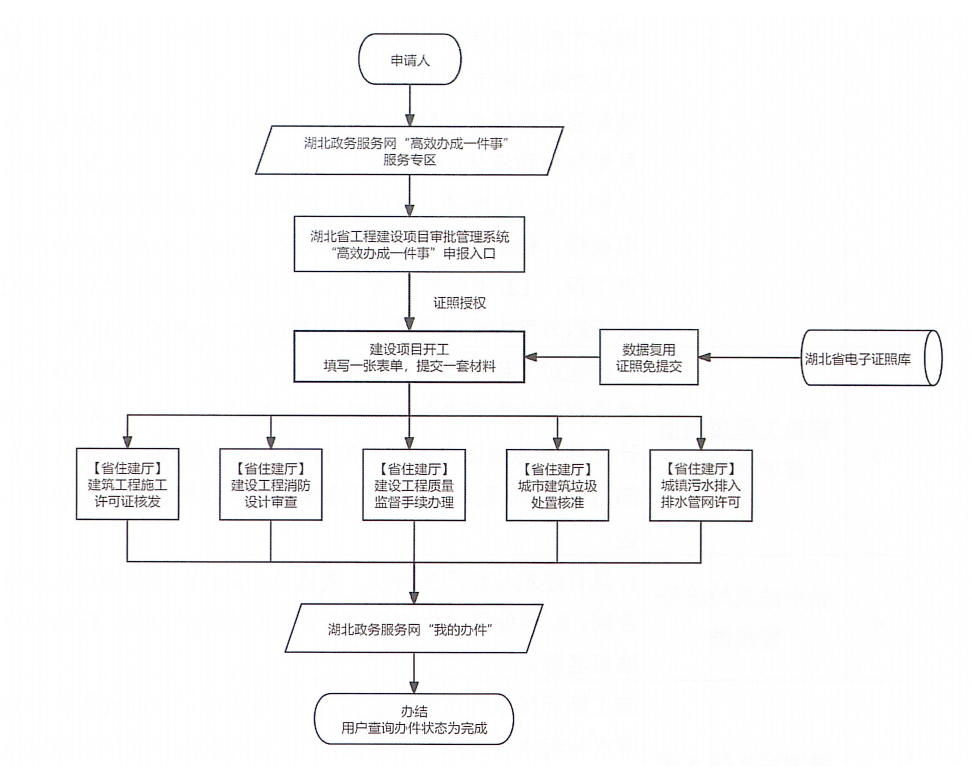 申请人
湖北政务服务网“高效办成一件事”
服务专区
湖北省工程建设项目审批管理系统
“高效办成一件事”申报入口
证照授权
建设项目开工
填写一张表单，提交一套材料
数据复用
证照免提交
湖北省电子证照库
【省住建厅】
建筑工程施工
许可证核发
【省住建厅】
建设工程消防
设计审查
【省住建厅】
建设工程质量
监督手续办理
【省住建厅】
城市建筑垃圾
处置核准
【省住建厅】
城镇污水排入
排水管网许可
湖北政务服务网“我的办件”
办结
用户查询办件状态为完成